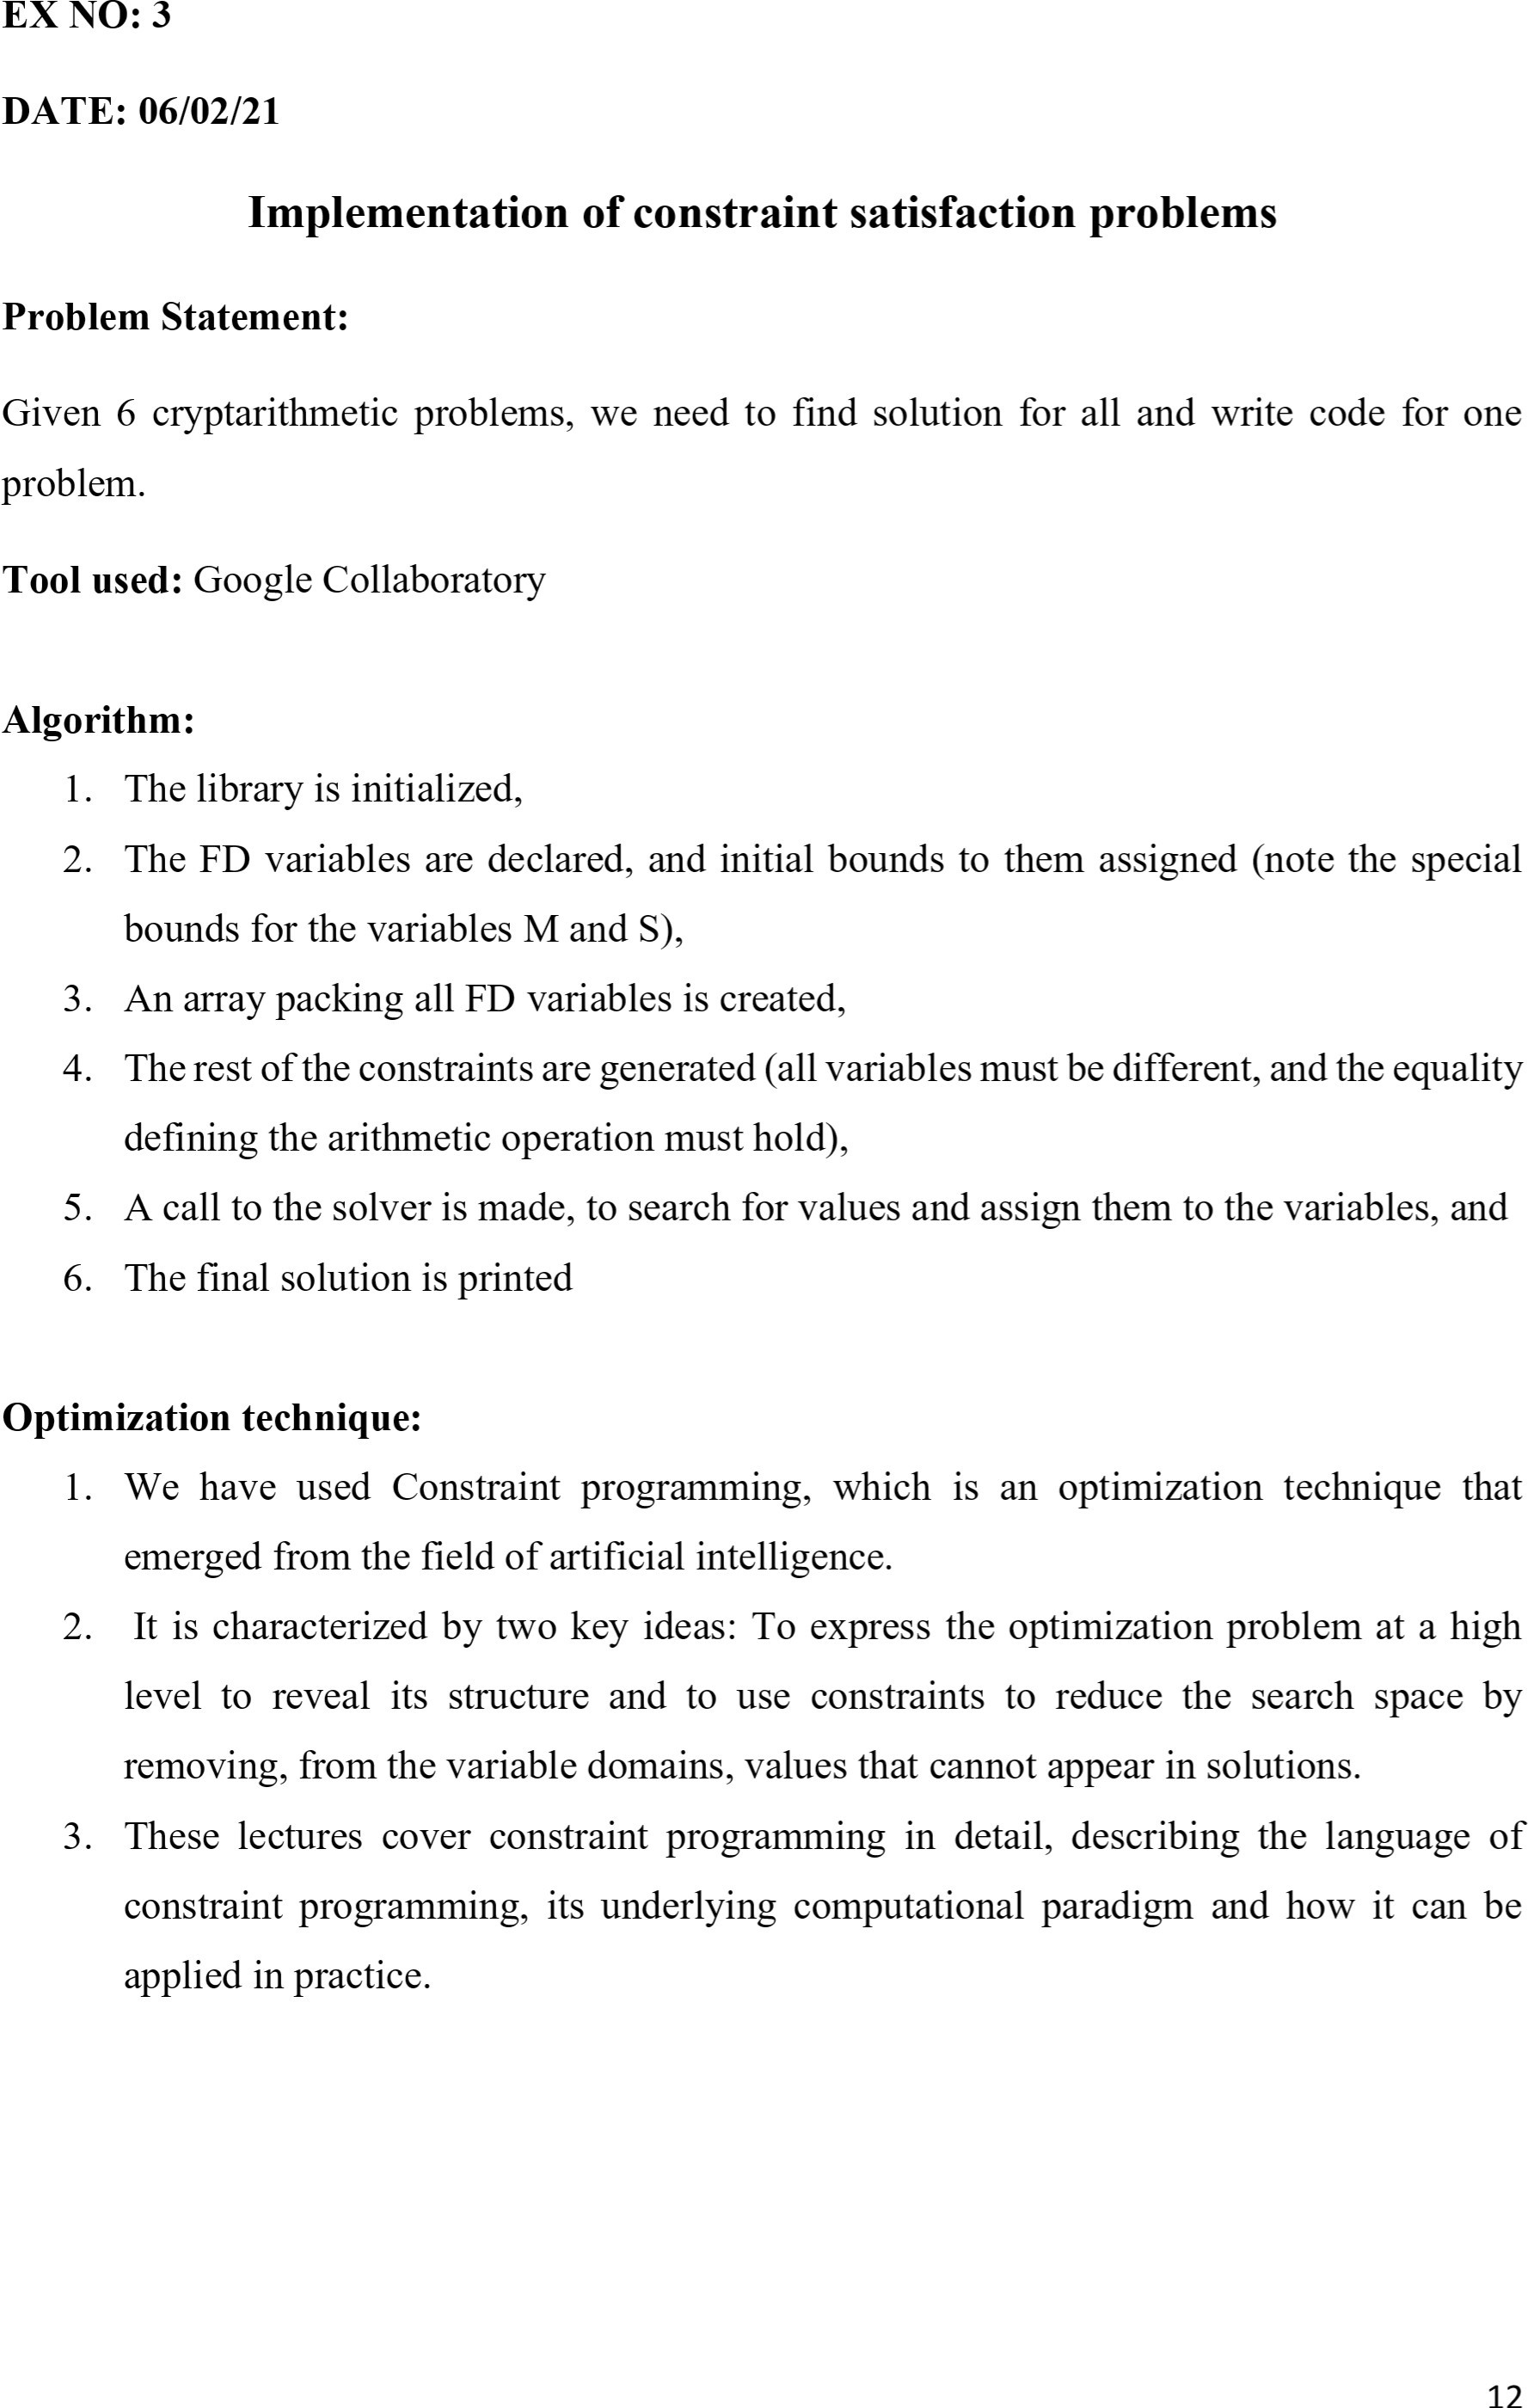 EX NO: 3
DATE: 06/02/21
Implementation of constraint satisfaction problems
Problem Statement:
Given 6 cryptarithmetic problems, we need to find solution for all and write code for one
problem.
Tool used: Google Collaboratory
Algorithm:
1. The library is initialized,
2. The FD variables are declared, and initial bounds to them assigned (note the special
bounds for the variables M and S),
3. An array packing all FD variables is created,
4. The rest of the constraints are generated (all variables must be different, and the equality
defining the arithmetic operation must hold),
5. A call to the solver is made, to search for values and assign them to the variables, and
6. The final solution is printed
Optimization technique:
1. We have used Constraint programming, which is an optimization technique that
emerged from the field of artificial intelligence.
2. It is characterized by two key ideas: To express the optimization problem at a high
level to reveal its structure and to use constraints to reduce the search space by
removing, from the variable domains, values that cannot appear in solutions.
3. These lectures cover constraint programming in detail, describing the language of
constraint programming, its underlying computational paradigm and how it can be
applied in practice.
12